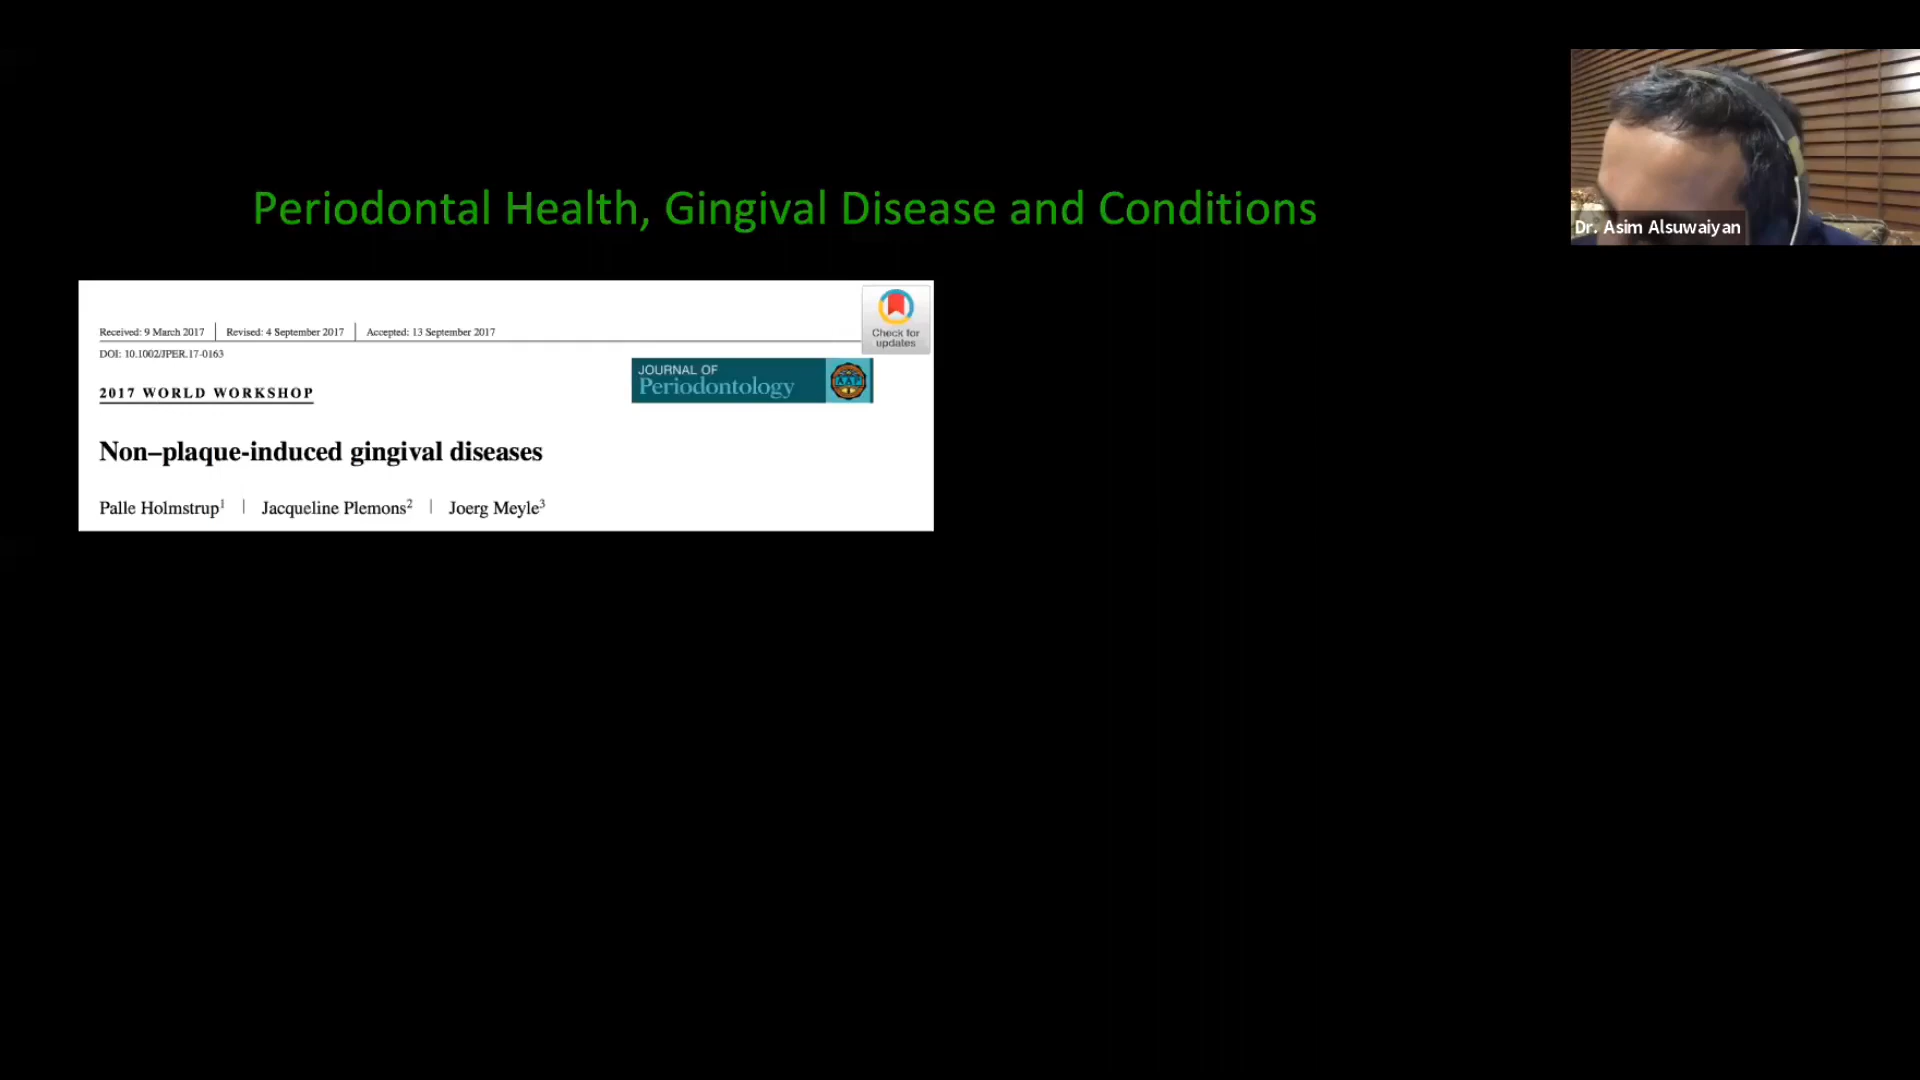 Dr. Asim Alsuwaiyan
Periodontal Health, Gingival Disease and Conditions
Check for
updates
Received: 9 March 2017 | Revised: 4 September 2017 | Accepted: 13 September 2017
DOI: 10.1002/JPER.17-0163
JOURNAL OF
Periodontology
AAP
2017 WORLD WORKSHOP
Non–plaque-induced gingival diseases
Palle Holmstrup1 | Jacqueline Plemons2 | Joerg Meyle3